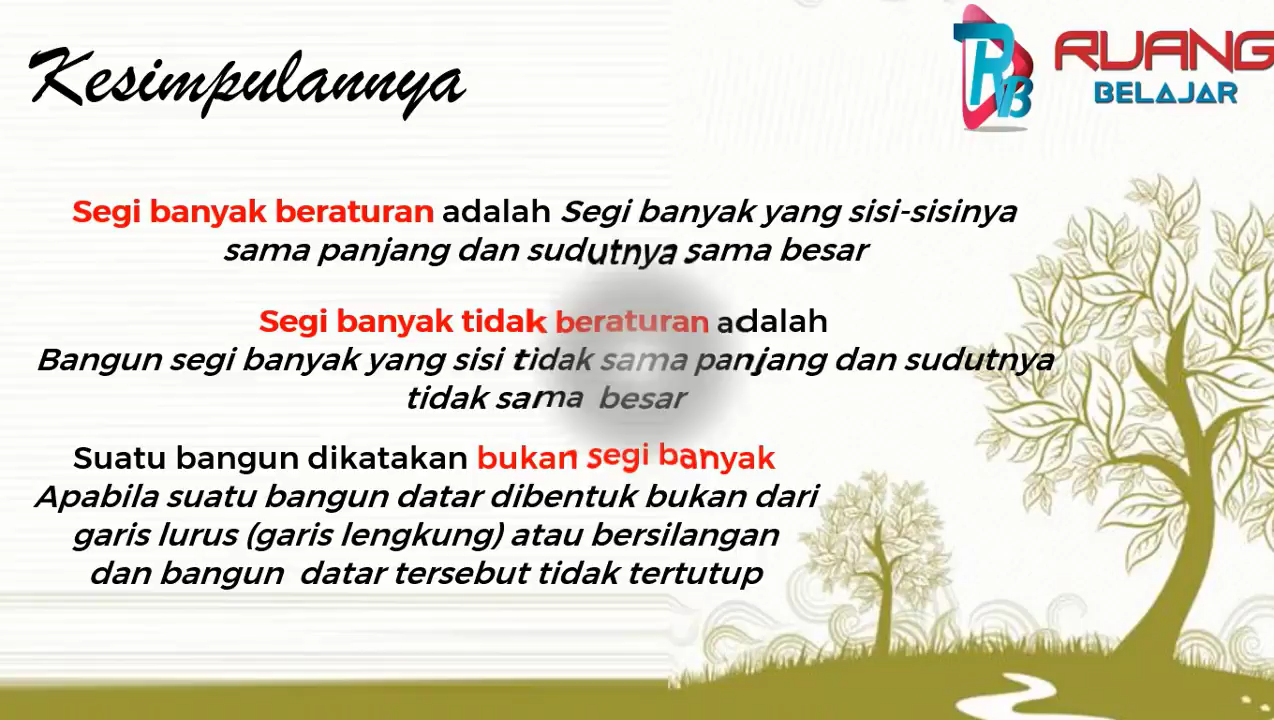 Kesimpulannya
RUANG
BELAJAR
Segi banyak beraturan adalah Segi banyak yang sisi-sisinya
sama panjang dan sudutnya sama besar
Segi banyak tidak beraturan adalah
Bangun segi banyak yang sisi tidak sama panjang dan sudutnya
tidak sama besar
Suatu bangun dikatakan bukan segi banyak
Apabila suatu bangun datar dibentuk bukan dari
garis lurus (garis lengkung) atau bersilangan
dan bangun datar tersebut tidak tertutup